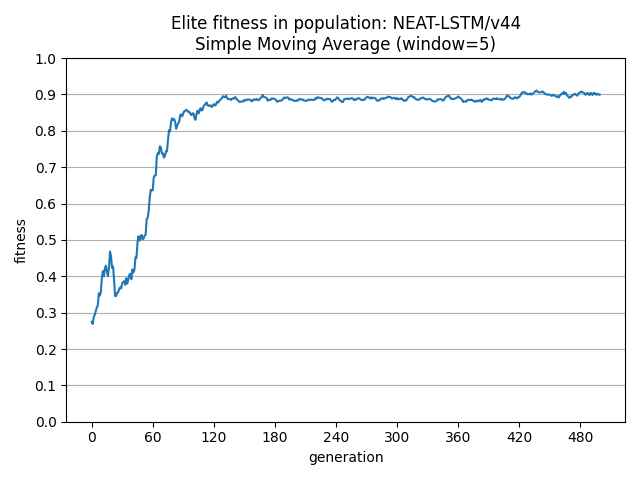 Elite fitness in population: NEAT-LSTM/v44
Simple Moving Average (window=5)
1.0
0.9
0.8
0.7
0.6
0.5
0.4
0.3
0.2
0.1
0.0
fitness
0 60 120 180 240 300 360 420 480
generation